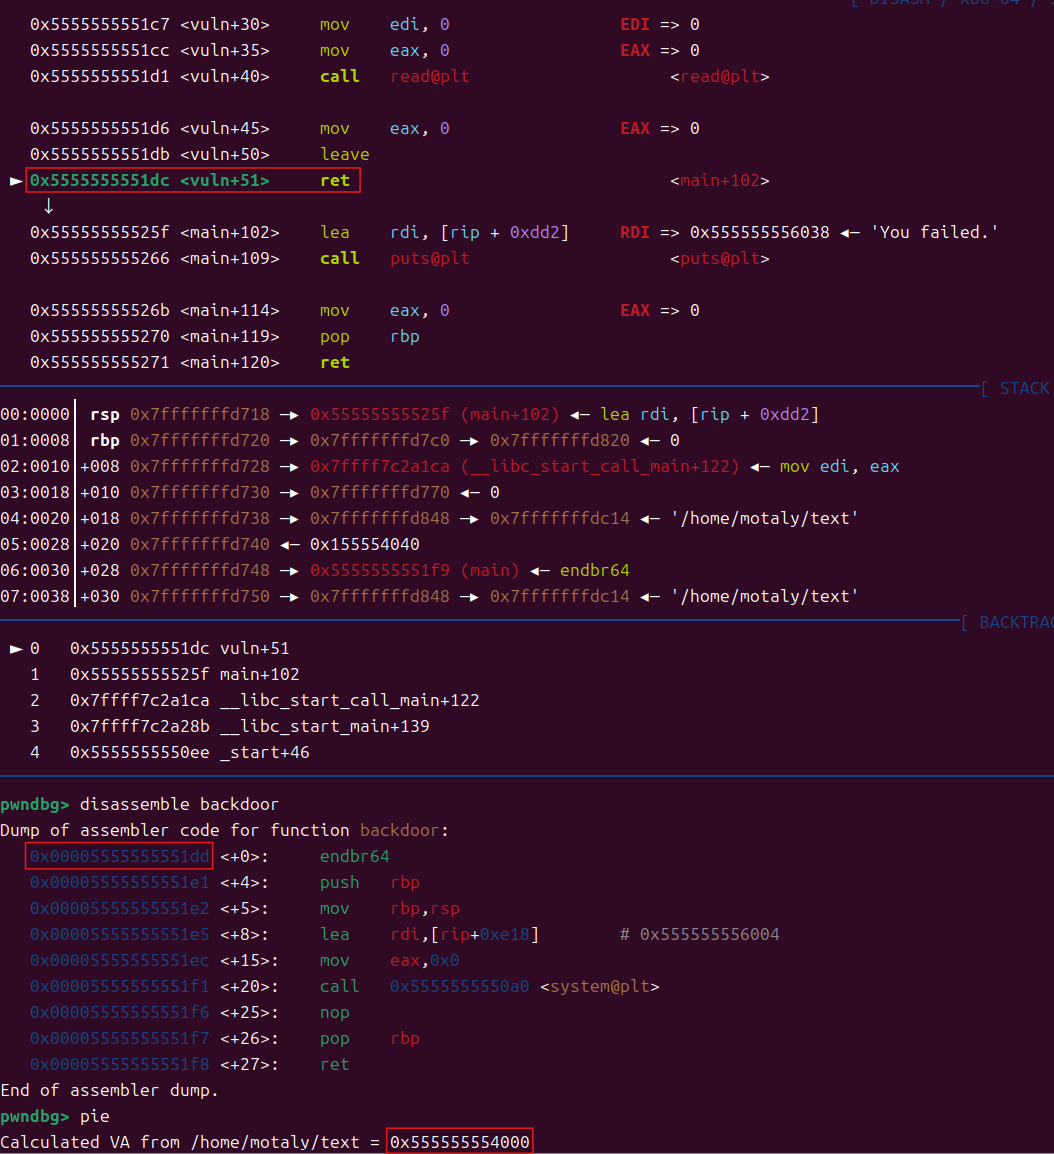 [ DISASM / x86-64 /
0x5555555551c7 <vuln+30> mov edi, 0 EDI => 0
0x5555555551cc <vuln+35> mov eax, 0 EAX => 0
0x5555555551d1 <vuln+40> call read@plt <read@plt>
0x5555555551d6 <vuln+45> mov eax, 0 EAX => 0
0x5555555551db <vuln+50> leave
► 0x5555555551dc <vuln+51> ret <main+102>
↓
0x55555555525f <main+102> lea rdi, [rip + 0xdd2] RDI => 0x555555556038 ◂— 'You failed.'
0x555555555266 <main+109> call puts@plt <puts@plt>
0x55555555526b <main+114> mov eax, 0 EAX => 0
0x555555555270 <main+119> pop rbp
0x555555555271 <main+120> ret
[ STACK
00:0000│ rsp 0x7fffffffd718 —▸ 0x55555555525f (main+102) ◂— lea rdi, [rip + 0xdd2]
01:0008│ rbp 0x7fffffffd720 —▸ 0x7fffffffd7c0 —▸ 0x7fffffffd820 ◂— 0
02:0010│+008 0x7fffffffd728 —▸ 0x7ffff7c2a1ca (__libc_start_call_main+122) ◂— mov edi, eax
03:0018│+010 0x7fffffffd730 —▸ 0x7fffffffd770 ◂— 0
04:0020│+018 0x7fffffffd738 —▸ 0x7fffffffd848 —▸ 0x7fffffffdc14 ◂— '/home/motaly/text'
05:0028│+020 0x7fffffffd740 ◂— 0x155554040
06:0030│+028 0x7fffffffd748 —▸ 0x5555555551f9 (main) ◂— endbr64
07:0038│+030 0x7fffffffd750 —▸ 0x7fffffffd848 —▸ 0x7fffffffdc14 ◂— '/home/motaly/text'
[ BACKTRAC
► 0 0x5555555551dc vuln+51
1 0x55555555525f main+102
2 0x7ffff7c2a1ca __libc_start_call_main+122
3 0x7ffff7c2a28b __libc_start_main+139
4 0x5555555550ee _start+46
pwndbg> disassemble backdoor
Dump of assembler code for function backdoor:
0x00005555555551dd <+0>: endbr64
0x00005555555551e1 <+4>: push rbp
0x00005555555551e2 <+5>: mov rbp,rsp
0x00005555555551e5 <+8>: lea rdi,[rip+0xe18] # 0x555555556004
0x00005555555551ec <+15>: mov eax,0x0
0x00005555555551f1 <+20>: call 0x5555555550a0 <system@plt>
0x00005555555551f6 <+25>: nop
0x00005555555551f7 <+26>: pop rbp
0x00005555555551f8 <+27>: ret
End of assembler dump.
pwndbg> pie
Calculated VA from /home/motaly/text = 0x555555554000